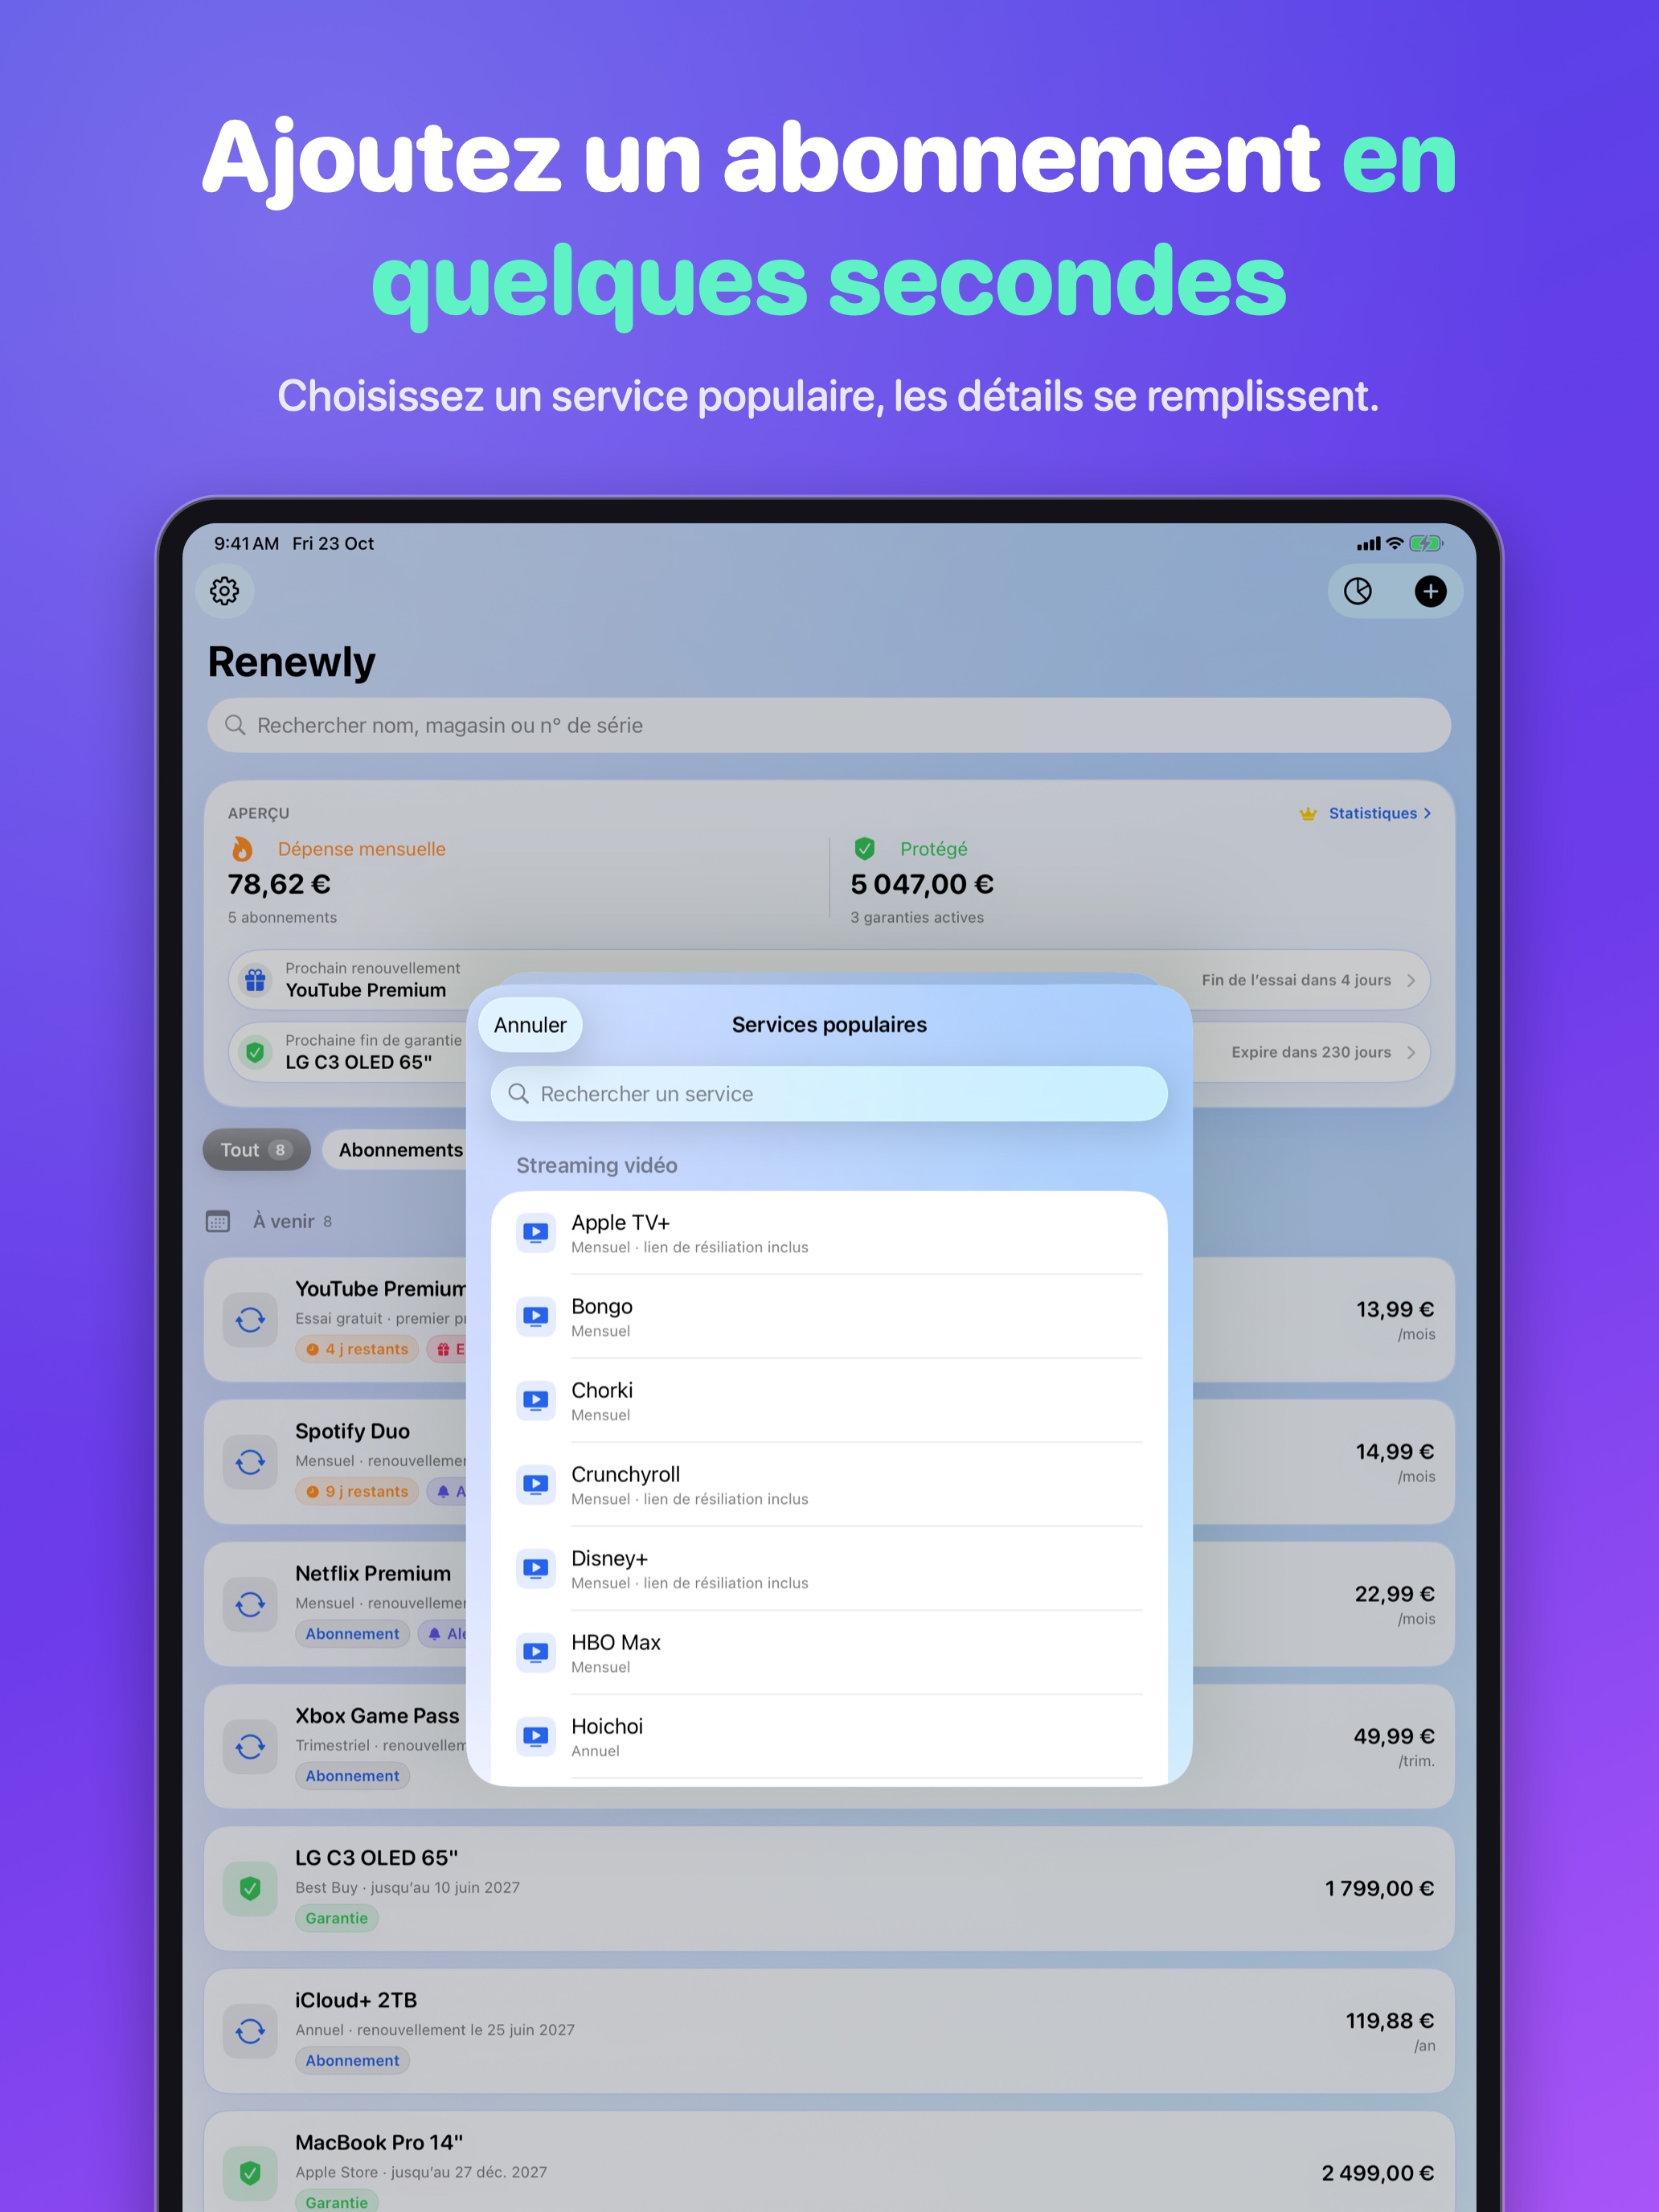 Ajoutez un abonnement en
quelques secondes
Choisissez un service populaire, les détails se remplissent.
9:41 AM Fri 23 Oct
Renewly
Rechercher nom, magasin ou n° de série
APERÇU
Statistiques
Dépense mensuelle
78,62 €
5 abonnements
Protégé
5 047,00 €
3 garanties actives
Prochain renouvellement
YouTube Premium
Fin de l'essai dans 4 jours
Prochaine fin de garantie
LG C3 OLED 65"
Expire dans 230 jours
Tout 8
Abonnements
À venir 8
YouTube Premium
Essai gratuit · premier
4 j restants
13,99 €
/mois
Spotify Duo
Mensuel ·
9 j restants
14,99 €
/mois
Netflix Premium
Mensuel ·
Abonnement
22,99 €
/mois
Xbox Game Pass
Trimestriel ·
Abonnement
49,99 €
/trim.
LG C3 OLED 65"
Best Buy · jusqu'au 10 juin 2027
Garantie
1 799,00 €
iCloud+ 2TB
Annuel · renouvellement le 25 juin 2027
Abonnement
119,88 €
/an
MacBook Pro 14"
Apple Store · jusqu'au 27 déc. 2027
Garantie
2 499,00 €
Annuler
Services populaires
Rechercher un service
Streaming vidéo
Apple TV+
Mensuel · lien de résiliation inclus
Bongo
Mensuel
Chorki
Mensuel
Crunchyroll
Mensuel · lien de résiliation inclus
Disney+
Mensuel · lien de résiliation inclus
HBO Max
Mensuel
Hoichoi
Annuel